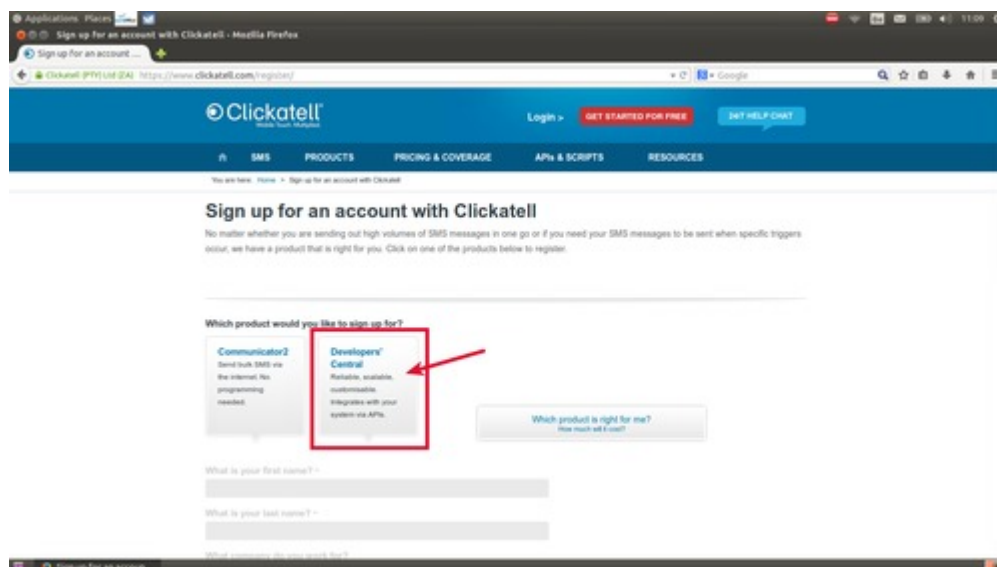 Applications Places
11:09
Sign up for an account with Clickatell - Mozilla Firefox
Sign up for an account ...
Clickatell (PTY) Ltd (ZA) https://www.clickatell.com/register/
Google
Clickatell
Login >
GET STARTED FOR FREE
24/7 HELP CHAT
SMS PRODUCTS PRICING & COVERAGE APIs & SCRIPTS RESOURCES
You are here: Home > Sign up for an account with Clickatell
Sign up for an account with Clickatell
No matter whether you are sending out high volumes of SMS messages in one go or if you need your SMS messages to be sent when specific triggers
occur, we have a product that is right for you. Click on one of the products below to register.
Which product would you like to sign up for?
Communicator2
Send bulk SMS via
the internet. No
programming
needed.
Developers'
Central
Reliable, scalable,
customisable.
Integrates with your
system via APIs.
Which product is right for me?
How much will it cost?
What is your first name? *
What is your last name? *
What company do you work for?
Sign up for an accoun